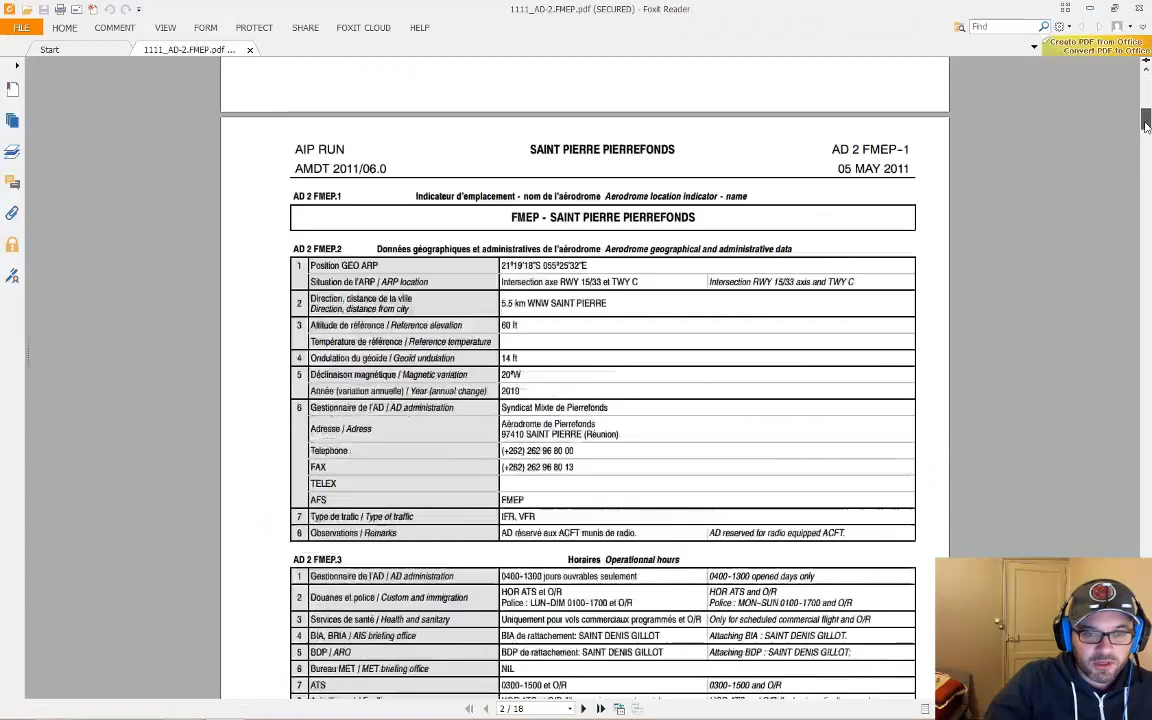 1111_AD-2.FMEP.pdf (SECURED) - Foxit Reader
FILE HOME COMMENT VIEW FORM PROTECT SHARE FOXIT CLOUD HELP
Find
Create PDF from Office
Convert PDF to Office
Start 1111_AD-2.FMEP.pdf ...
AIP RUN SAINT PIERRE PIERREFONDS AD 2 FMEP-1
AMDT 2011/06.0 05 MAY 2011
AD 2 FMEP.1 Indicateur d'emplacement - nom de l'aérodrome Aerodrome location indicator - name
FMEP - SAINT PIERRE PIERREFONDS
AD 2 FMEP.2 Données géographiques et administratives de l'aérodrome Aerodrome geographical and administrative data
1 Position GEO ARP 21°19'18"S 055°25'32"E
Situation de l'ARP / ARP location Intersection axe RWY 15/33 et TWY C Intersection RWY 15/33 axis and TWY C
2 Direction, distance de la ville
Direction, distance from city
5.5 km WNW SAINT PIERRE
3 Altitude de référence / Reference elevation 60 ft
Température de référence / Reference temperature
4 Ondulation du géoïde / Geoid undulation 14 ft
5 Déclinaison magnétique / Magnetic variation 20°W
Année (variation annuelle) / Year (annual change) 2010
6 Gestionnaire de l'AD / AD administration Syndicat Mixte de Pierrefonds
Adresse / Adress
Aérodrome de Pierrefonds
97410 SAINT PIERRE (Réunion)
Telephone (+262) 262 96 80 00
FAX (+262) 262 96 80 13
TELEX
AFS FMEP
7 Type de trafic / Type of traffic IFR, VFR
8 Observations / Remarks AD réservé aux ACFT munis de radio. AD reserved for radio equipped ACFT.
AD 2 FMEP.3 Horaires Operationnal hours
1 Gestionnaire de l'AD / AD administration 0400-1300 jours ouvrables seulement 0400-1300 opened days only
2 Douanes et police / Custom and immigration
HOR ATS et O/R HOR ATS and O/R
Police : LUN-DIM 0100-1700 et O/R Police : MON-SUN 0100-1700 and O/R
3 Services de santé / Health and sanitary Uniquement pour vols commerciaux programmés et O/R Only for scheduled commercial flight and O/R
4 BIA, BRIA / AIS briefing office BIA de rattachement: SAINT DENIS GILLOT Attaching BIA : SAINT DENIS GILLOT.
5 BDP / ARO BDP de rattachement: SAINT DENIS GILLOT Attaching BDP : SAINT DENIS GILLOT;
6 Bureau MET / MET briefing office NIL
7 ATS 0300-1500 et O/R 0300-1500 and O/R
2 / 18